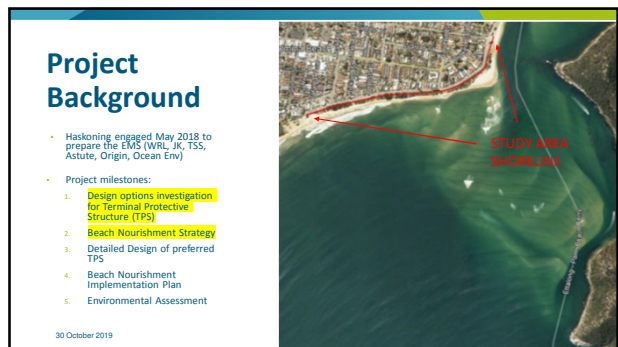 Project
Background
• Haskoning engaged May 2018 to
prepare the EMS (WRL, JK, TSS,
Astute, Origin, Ocean Env)
• Project milestones:
1. Design options investigation
for Terminal Protective
Structure (TPS)
2. Beach Nourishment Strategy
3. Detailed Design of preferred
TPS
4. Beach Nourishment
Implementation Plan
5. Environmental Assessment
30 October 2019
STUDY AREA
SHORELINE